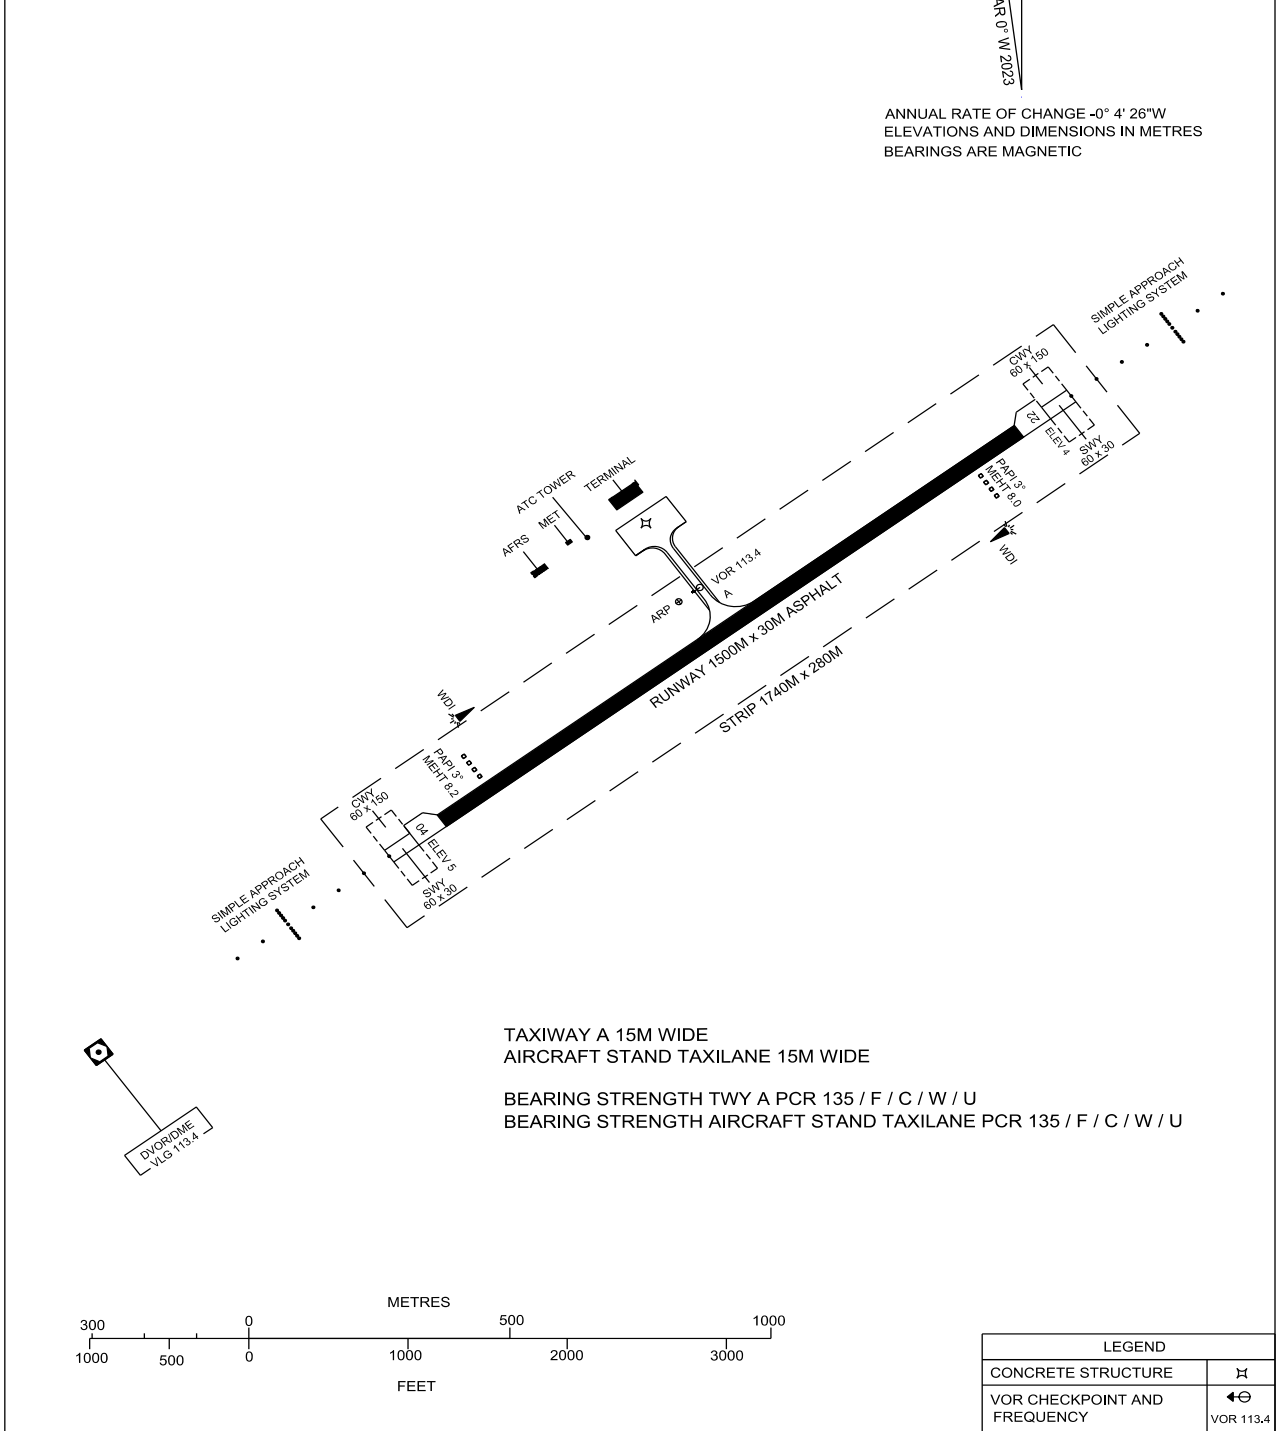 AR 0° W 2023
ANNUAL RATE OF CHANGE -0° 4' 26"W
ELEVATIONS AND DIMENSIONS IN METRES
BEARINGS ARE MAGNETIC
SIMPLE APPROACH
LIGHTING SYSTEM
CWY
60 x 150
22
ELEV 4
SWY
60 x 30
PAPI 3°
MEHT 8.0
WDI
TERMINAL
ATC TOWER
MET
AFRS
VOR 113.4
A
ARP
RUNWAY 1500M x 30M ASPHALT
STRIP 1740M x 280M
WDI
PAPI 3°
MEHT 8.2
CWY
60 x 150
04
ELEV 5
SWY
60 x 30
SIMPLE APPROACH
LIGHTING SYSTEM
DVOR/DME
VLG 113.4
TAXIWAY A 15M WIDE
AIRCRAFT STAND TAXILANE 15M WIDE
BEARING STRENGTH TWY A PCR 135 / F / C / W / U
BEARING STRENGTH AIRCRAFT STAND TAXILANE PCR 135 / F / C / W / U
METRES
300 0 500 1000
1000 500 0 1000 2000 3000
FEET
LEGEND
CONCRETE STRUCTURE
VOR CHECKPOINT AND
FREQUENCY
VOR 113.4